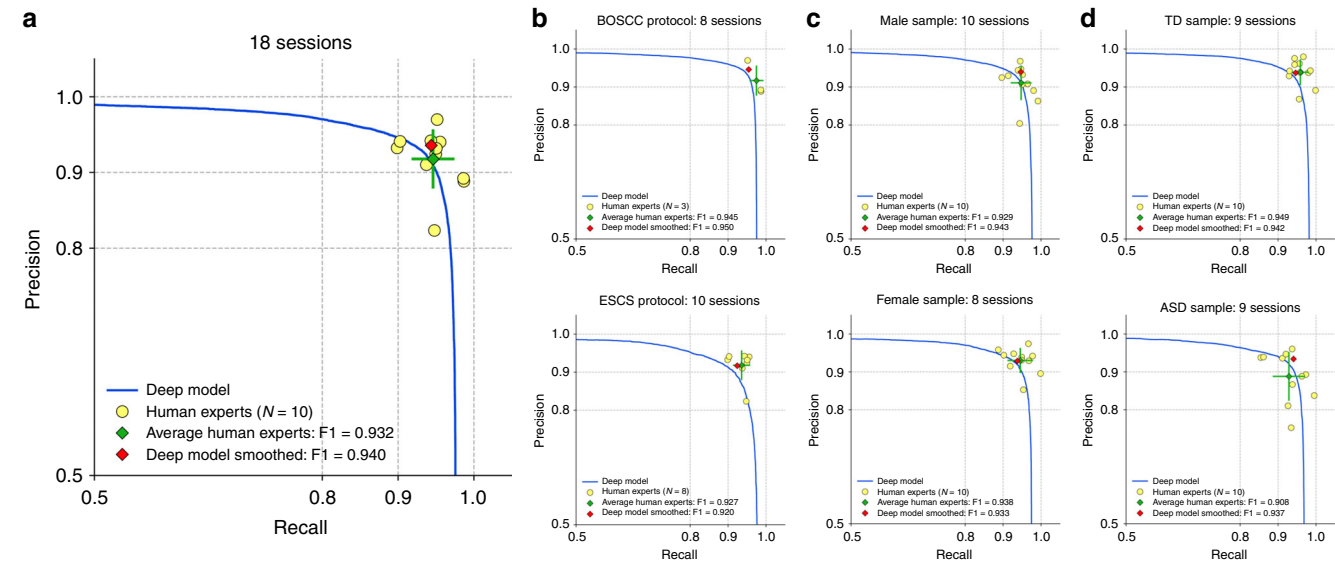 a
18 sessions
1.0
0.9
0.8
0.5
Precision
0.5
0.8
0.9
1.0
Recall
Deep model
Human experts (N = 10)
Average human experts: F1 = 0.932
Deep model smoothed: F1 = 0.940
b
BOSCC protocol: 8 sessions
1.0
0.9
0.8
0.5
Precision
Deep model
Human experts (N = 3)
Average human experts: F1 = 0.945
Deep model smoothed: F1 = 0.950
0.5
0.8
0.9
1.0
Recall
ESCS protocol: 10 sessions
1.0
0.9
0.8
0.5
Precision
Deep model
Human experts (N = 8)
Average human experts: F1 = 0.927
Deep model smoothed: F1 = 0.920
0.5
0.8
0.9
1.0
Recall
c
Male sample: 10 sessions
1.0
0.9
0.8
0.5
Precision
Deep model
Human experts (N = 10)
Average human experts: F1 = 0.929
Deep model smoothed: F1 = 0.943
0.5
0.8
0.9
1.0
Recall
Female sample: 8 sessions
1.0
0.9
0.8
0.5
Precision
Deep model
Human experts (N = 10)
Average human experts: F1 = 0.938
Deep model smoothed: F1 = 0.933
0.5
0.8
0.9
1.0
Recall
d
TD sample: 9 sessions
1.0
0.9
0.8
0.5
Precision
Deep model
Human experts (N = 10)
Average human experts: F1 = 0.949
Deep model smoothed: F1 = 0.942
0.5
0.8
0.9
1.0
Recall
ASD sample: 9 sessions
1.0
0.9
0.8
0.5
Precision
Deep model
Human experts (N = 10)
Average human experts: F1 = 0.908
Deep model smoothed: F1 = 0.937
0.5
0.8
0.9
1.0
Recall